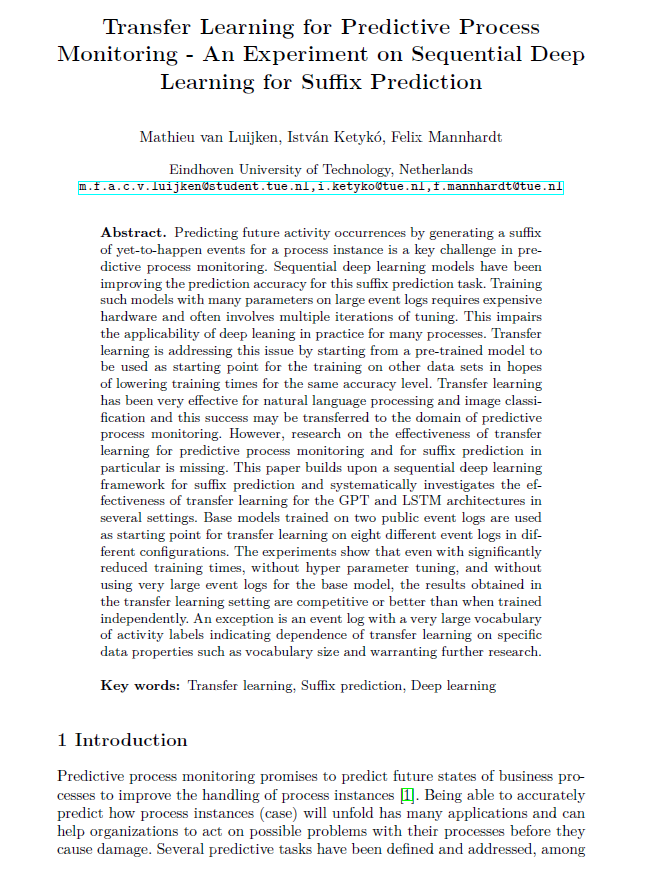 Transfer Learning for Predictive Process
Monitoring - An Experiment on Sequential Deep
Learning for Suffix Prediction
Mathieu van Luijken, István Ketykó, Felix Mannhardt
Eindhoven University of Technology, Netherlands
m.f.a.c.v.luijken@student.tue.nl,i.ketyko@tue.nl,f.mannhardt@tue.nl
Abstract. Predicting future activity occurrences by generating a suffix
of yet-to-happen events for a process instance is a key challenge in pre-
dictive process monitoring. Sequential deep learning models have been
improving the prediction accuracy for this suffix prediction task. Training
such models with many parameters on large event logs requires expensive
hardware and often involves multiple iterations of tuning. This impairs
the applicability of deep leaning in practice for many processes. Transfer
learning is addressing this issue by starting from a pre-trained model to
be used as starting point for the training on other data sets in hopes
of lowering training times for the same accuracy level. Transfer learning
has been very effective for natural language processing and image classi-
fication and this success may be transferred to the domain of predictive
process monitoring. However, research on the effectiveness of transfer
learning for predictive process monitoring and for suffix prediction in
particular is missing. This paper builds upon a sequential deep learning
framework for suffix prediction and systematically investigates the ef-
fectiveness of transfer learning for the GPT and LSTM architectures in
several settings. Base models trained on two public event logs are used
as starting point for transfer learning on eight different event logs in dif-
ferent configurations. The experiments show that even with significantly
reduced training times, without hyper parameter tuning, and without
using very large event logs for the base model, the results obtained in
the transfer learning setting are competitive or better than when trained
independently. An exception is an event log with a very large vocabulary
of activity labels indicating dependence of transfer learning on specific
data properties such as vocabulary size and warranting further research.
Key words: Transfer learning, Suffix prediction, Deep learning
1 Introduction
Predictive process monitoring promises to predict future states of business pro-
cesses to improve the handling of process instances [1]. Being able to accurately
predict how process instances (case) will unfold has many applications and can
help organizations to act on possible problems with their processes before they
cause damage. Several predictive tasks have been defined and addressed, among